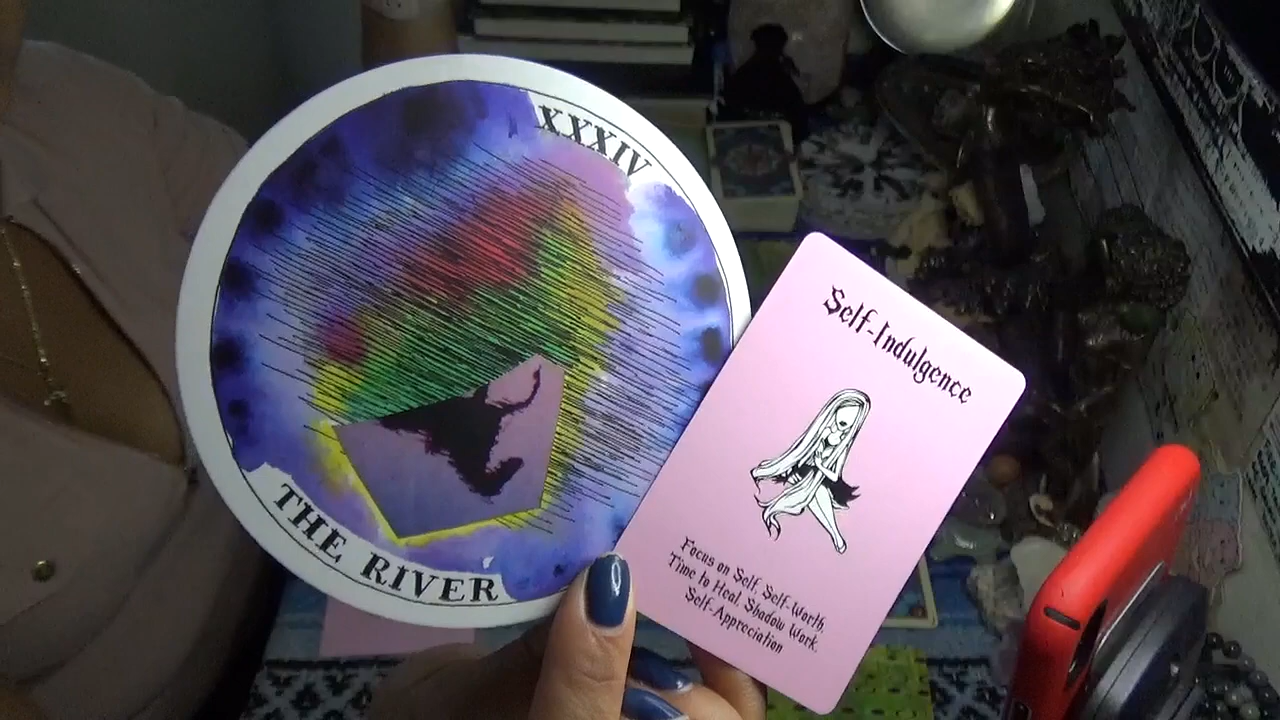 XXXIV
THE RIVER
Self-Indulgence
Focus on Self, Self-Worth,
Time to Heal, Shadow Work,
Self-Appreciation